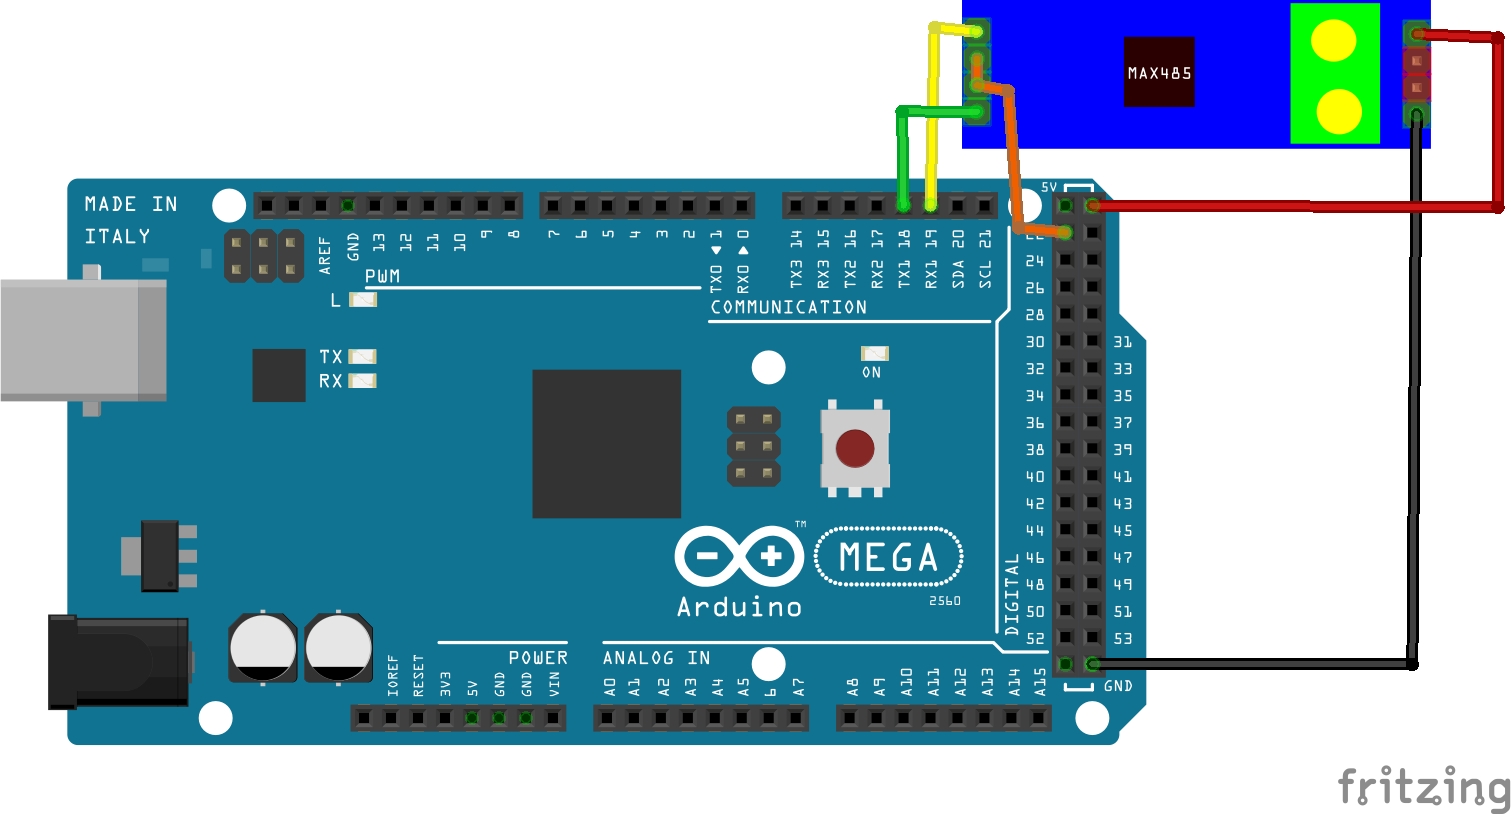 MAX485
5V
MADE IN
ITALY
AREF
GND
13
12
11
10
9
8
7
6
5
4
3
2
TX0 ◄ 1
RX0 ▶ 0
TX3 14
RX3 15
TX2 16
RX2 17
TX1 18
RX1 19
SDA 20
SCL 21
PWM
L
COMMUNICATION
TX
RX
ON
24
26
28
30 31
32 33
34 35
36 37
38 39
40 41
42 43
44 45
46 47
48 49
50 51
52 53
DIGITAL
GND
TM
MEGA
Arduino
2560
POWER
ANALOG IN
IOREF
RESET
3V3
5V
GND
GND
VIN
A0
A1
A2
A3
A4
A5
A7
A8
A9
A10
A11
A12
A13
A14
A15
fritzing